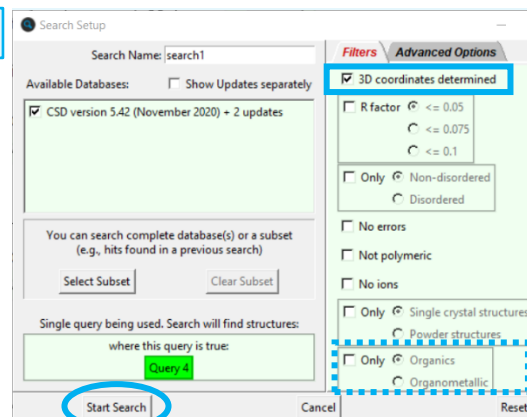 Search Setup
Search Name: search1
Available Databases: Show Updates separately
CSD version 5.42 (November 2020) + 2 updates
You can search complete database(s) or a subset
(e.g., hits found in a previous search)
Select Subset Clear Subset
Single query being used. Search will find structures:
where this query is true:
Query 4
Start Search Cancel Reset
Filters Advanced Options
3D coordinates determined
R factor <= 0.05
<= 0.075
<= 0.1
Only Non-disordered
Disordered
No errors
Not polymeric
No ions
Only Single crystal structures
Powder structures
Only Organics
Organometallic